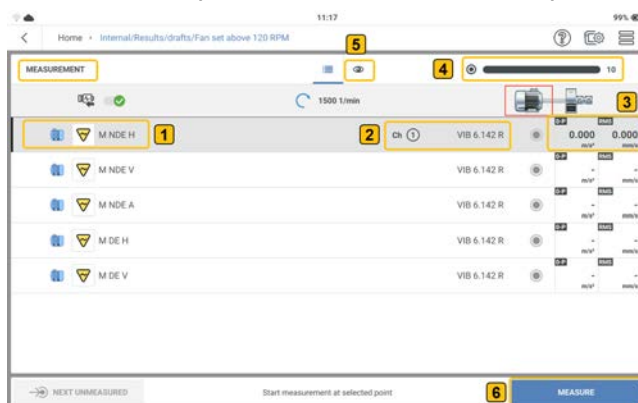 11:17
99%
Home › Internal/Results/drafts/Fan set above 120 RPM
5
MEASUREMENT
4
10
1500 1/min
3
M NDE H
1
2
Ch 1
VIB 6.142 R
0-P
RMS
0.000
0.000
m/s²
mm/s
M NDE V
VIB 6.142 R
0-P
RMS
-
-
m/s²
mm/s
M NDE A
VIB 6.142 R
0-P
RMS
-
-
m/s²
mm/s
M DE H
VIB 6.142 R
0-P
RMS
-
-
m/s²
mm/s
M DE V
VIB 6.142 R
0-P
RMS
-
-
m/s²
mm/s
NEXT UNMEASURED
Start measurement at selected point
6
MEASURE